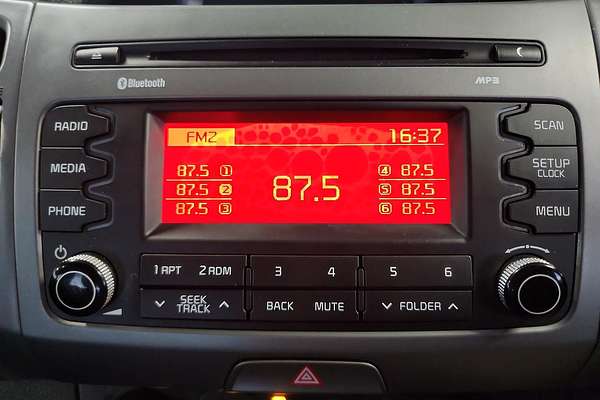 Bluetooth MP3
RADIO FM2 16:37 SCAN
87.5 1 4 87.5
MEDIA 87.5 2 87.5 5 87.5 SETUP
CLOCK
87.5 3 6 87.5
PHONE MENU
1 RPT 2 RDM 3 4 5 6
SEEK
TRACK BACK MUTE FOLDER